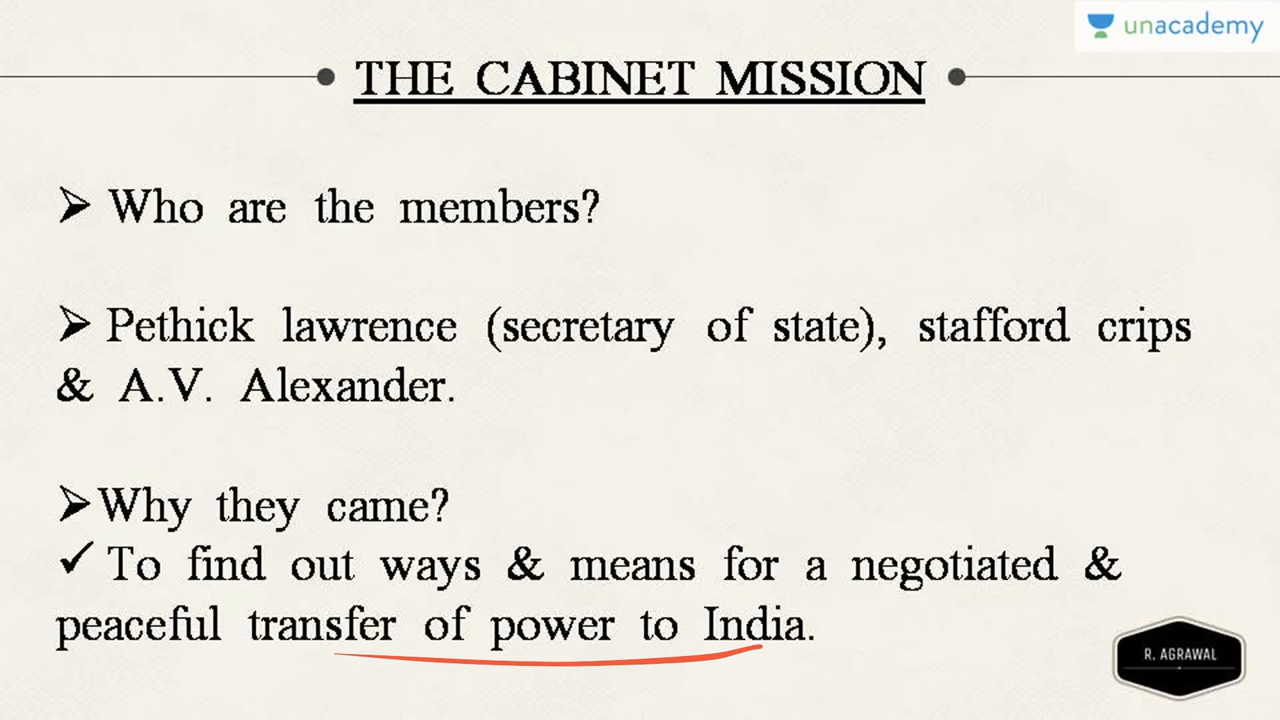 unacademy
THE CABINET MISSION
➢ Who are the members?
➢ Pethick lawrence (secretary of state), stafford crips
& A.V. Alexander.
➢Why they came?
✓ To find out ways & means for a negotiated &
peaceful transfer of power to India.
R. AGRAWAL